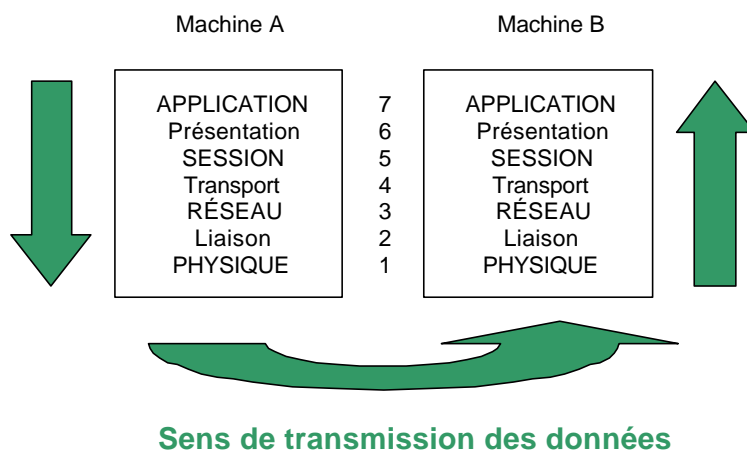 Machine A Machine B
APPLICATION 7 APPLICATION
Présentation 6 Présentation
SESSION 5 SESSION
Transport 4 Transport
RÉSEAU 3 RÉSEAU
Liaison 2 Liaison
PHYSIQUE 1 PHYSIQUE
Sens de transmission des données